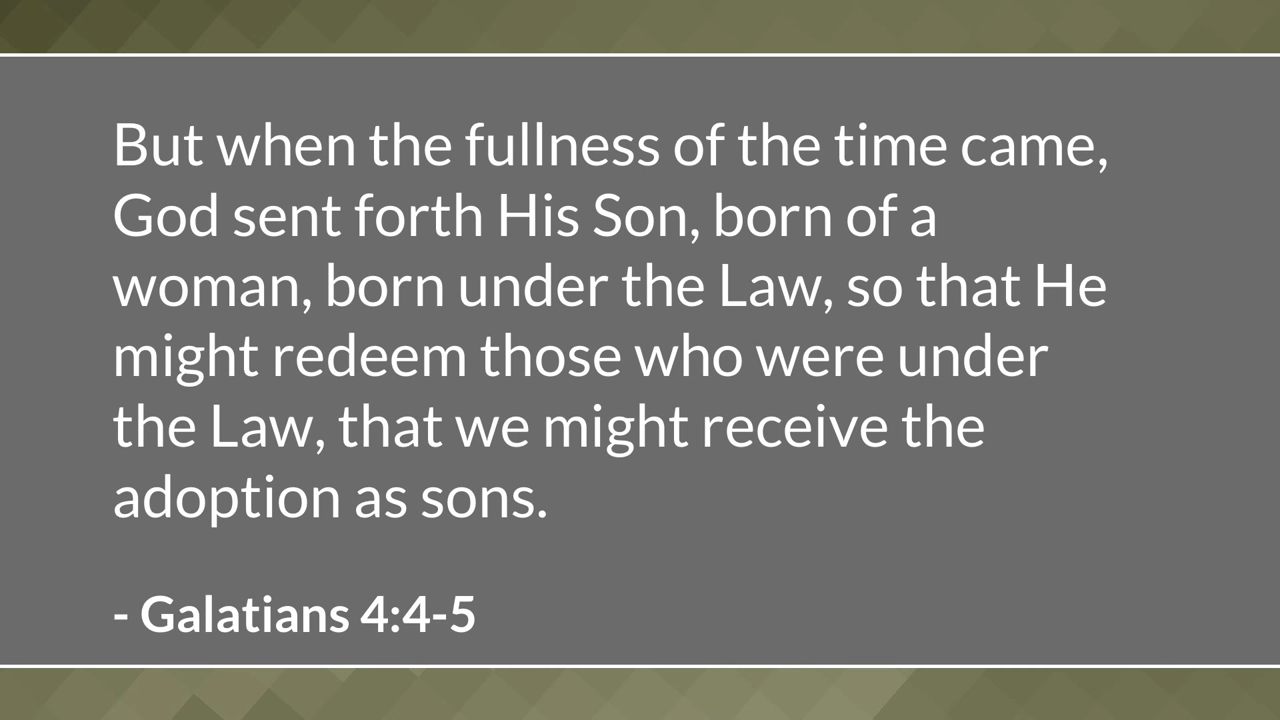 But when the fullness of the time came,
God sent forth His Son, born of a
woman, born under the Law, so that He
might redeem those who were under
the Law, that we might receive the
adoption as sons.
- Galatians 4:4-5